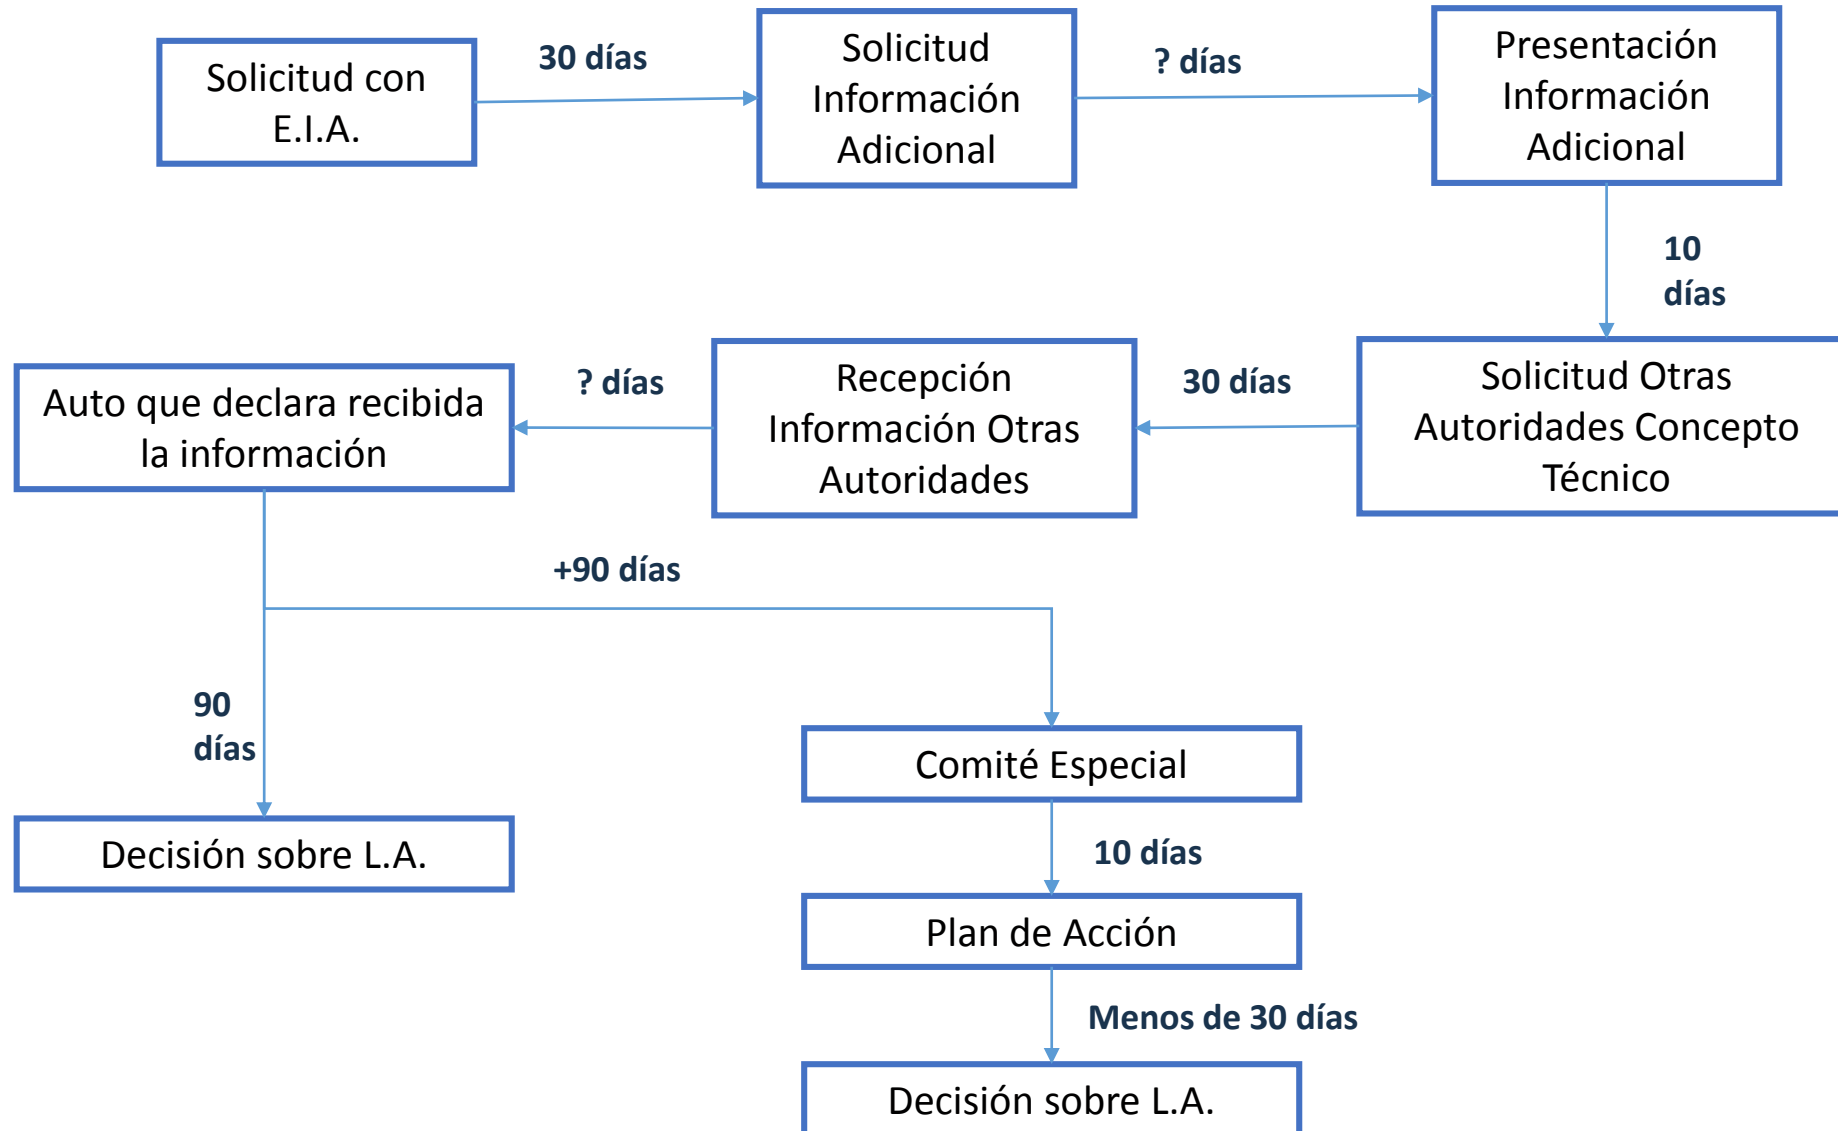 Solicitud con
E.I.A.
30 días
Solicitud
Información
Adicional
? días
Presentación
Información
Adicional
10
días
Solicitud Otras
Autoridades Concepto
Técnico
30 días
Recepción
Información Otras
Autoridades
? días
Auto que declara recibida
la información
+90 días
90
días
Decisión sobre L.A.
Comité Especial
10 días
Plan de Acción
Menos de 30 días
Decisión sobre L.A.